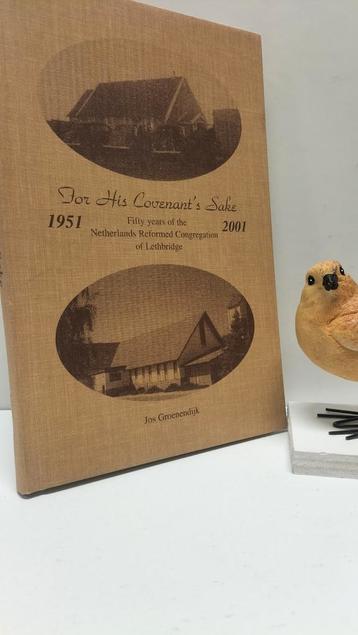 For His Covenant's Sake
1951 Fifty years of the 2001
Netherlands Reformed Congregation
of Lethbridge
Jos Groenendijk